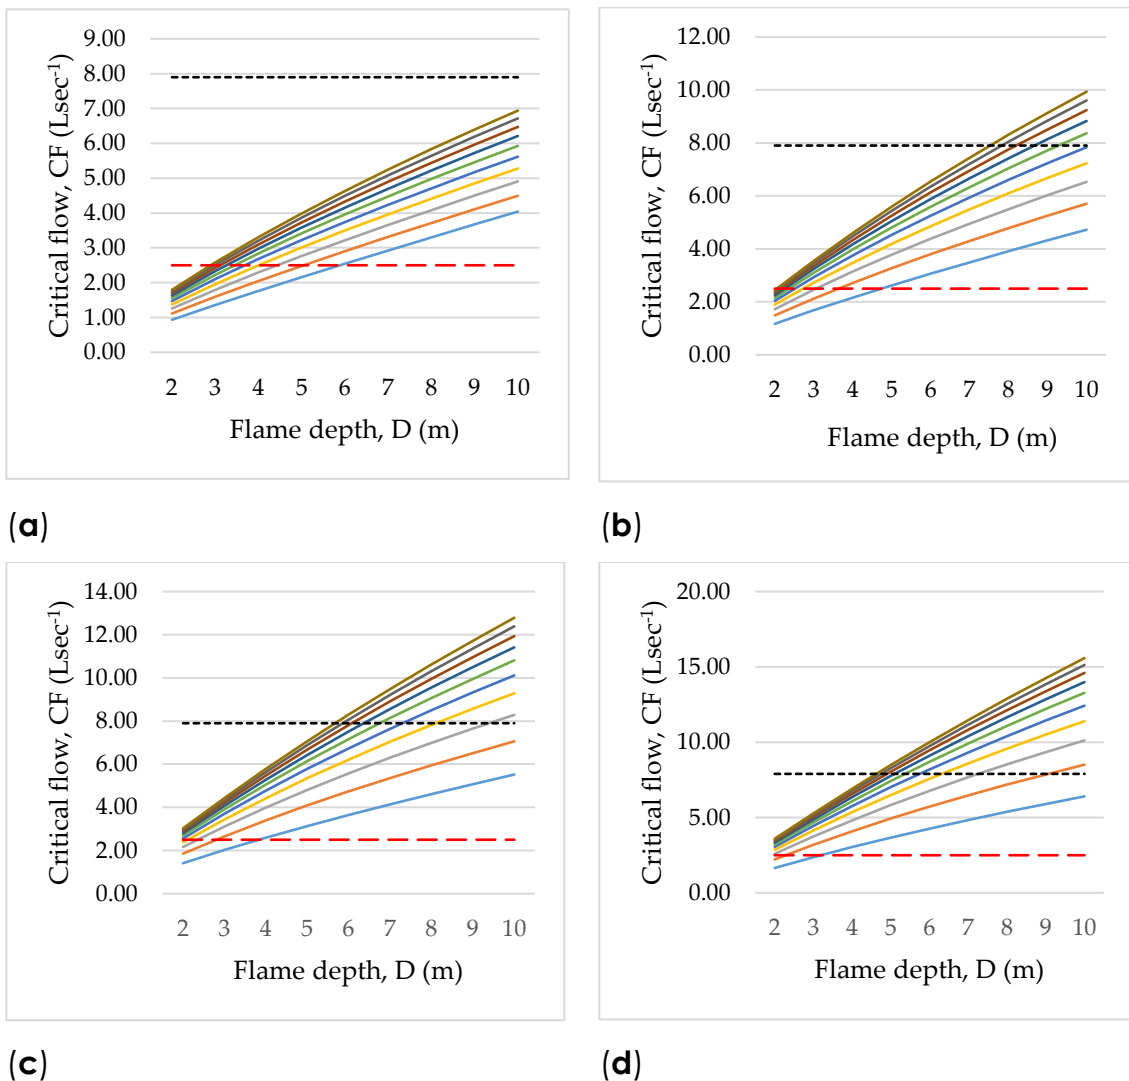 9.00
8.00
7.00
6.00
5.00
4.00
3.00
2.00
1.00
0.00
Critical flow, CF (Lsec-1)
2 3 4 5 6 7 8 9 10
Flame depth, D (m)
(a)
12.00
10.00
8.00
6.00
4.00
2.00
0.00
Critical flow, CF (Lsec-1)
2 3 4 5 6 7 8 9 10
Flame depth, D (m)
(b)
14.00
12.00
10.00
8.00
6.00
4.00
2.00
0.00
Critical flow, CF (Lsec-1)
2 3 4 5 6 7 8 9 10
Flame depth, D (m)
(c)
20.00
15.00
10.00
5.00
0.00
Critical flow, CF (Lsec-1)
2 3 4 5 6 7 8 9 10
Flame depth, D (m)
(d)